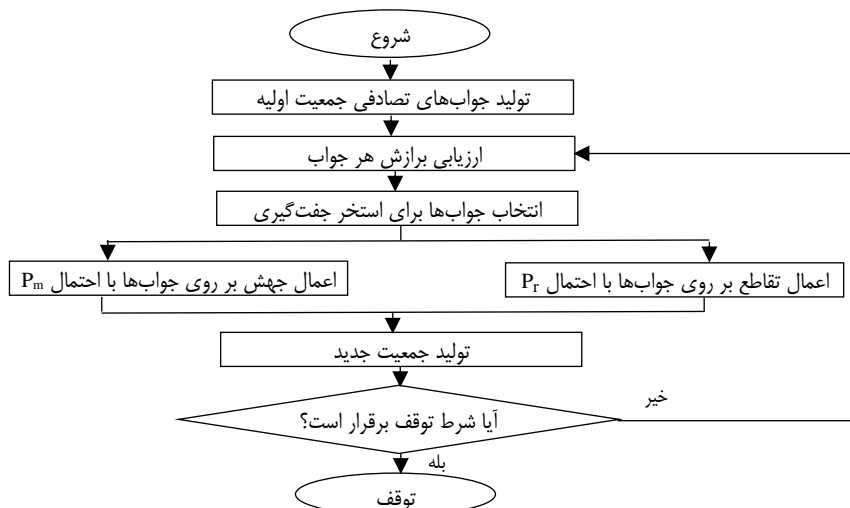 شروع
تولید جواب‌های تصادفی جمعیت اولیه
ارزیابی برازش هر جواب
انتخاب جواب‌ها برای استخر جفت‌گیری
اعمال تقاطع بر روی جواب‌ها با احتمال Pr
اعمال جهش بر روی جواب‌ها با احتمال Pm
تولید جمعیت جدید
آیا شرط توقف برقرار است؟
خیر
بله
توقف